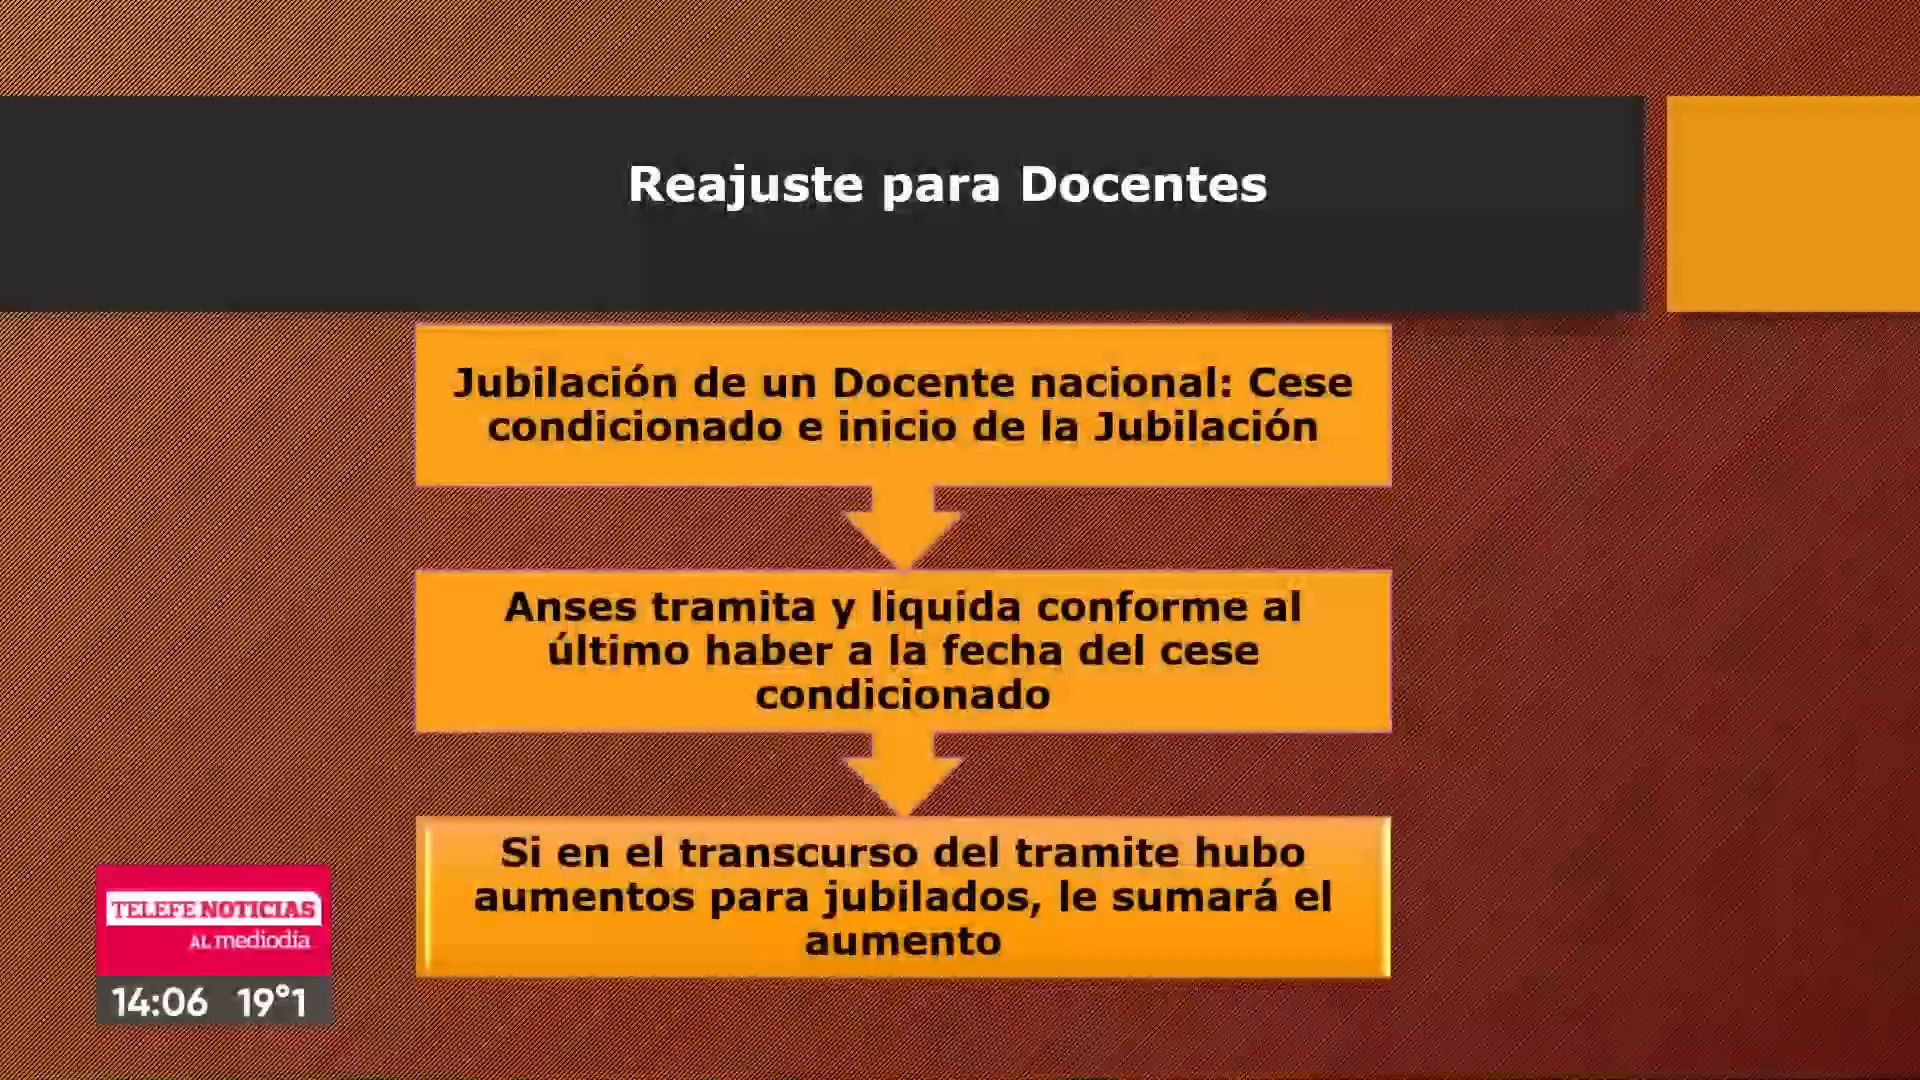 Reajuste para Docentes
Jubilación de un Docente nacional: Cese
condicionado e inicio de la Jubilación
Anses tramita y liquida conforme al
último haber a la fecha del cese
condicionado
Si en el transcurso del tramite hubo
aumentos para jubilados, le sumará el
aumento
TELEFE NOTICIAS
AL mediodía
14:06 19°1